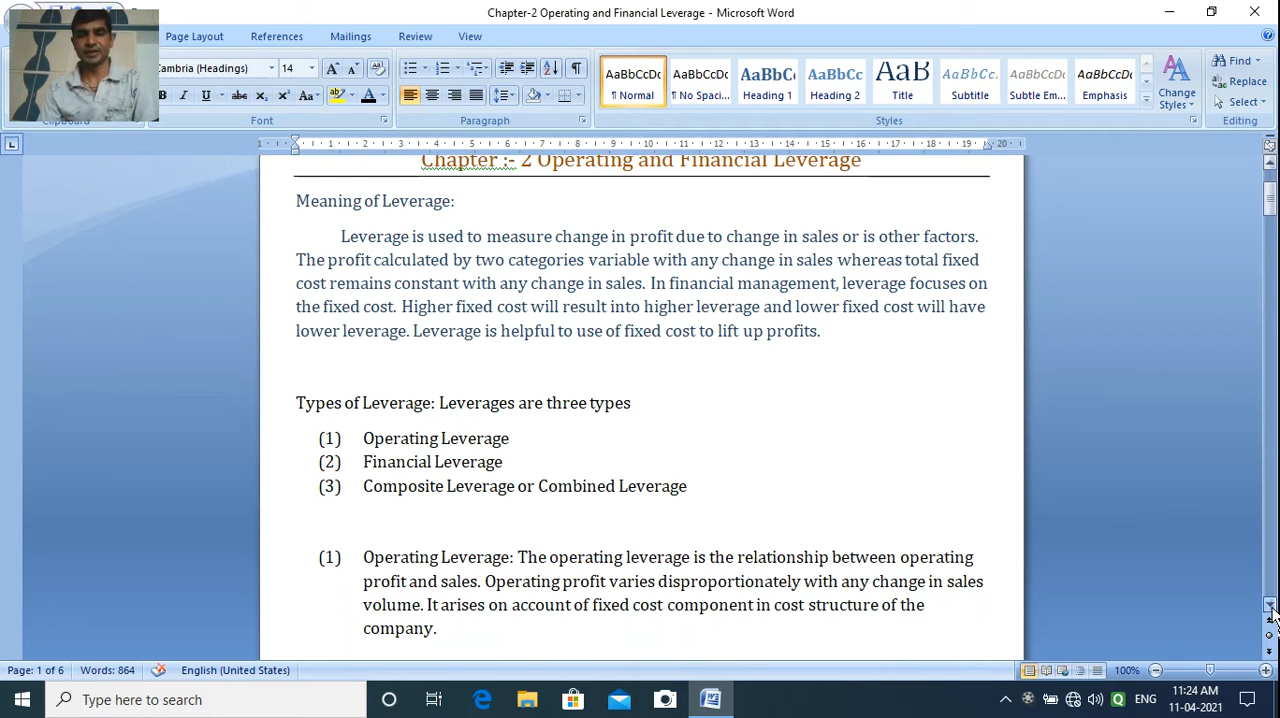 Chapter-2 Operating and Financial Leverage - Microsoft Word
Page Layout References Mailings Review View
Cambria (Headings) 14
AaBbCcDc AaBbCcDc AaBbC AaBbCc AaB AaBbCc. AaBbCcDc AaBbCcDc
¶ Normal ¶ No Spaci... Heading 1 Heading 2 Title Subtitle Subtle Em... Emphasis
Change
Styles
Find
Replace
Select
Font Paragraph Styles Editing
Chapter :- 2 Operating and Financial Leverage
Meaning of Leverage:
Leverage is used to measure change in profit due to change in sales or is other factors.
The profit calculated by two categories variable with any change in sales whereas total fixed
cost remains constant with any change in sales. In financial management, leverage focuses on
the fixed cost. Higher fixed cost will result into higher leverage and lower fixed cost will have
lower leverage. Leverage is helpful to use of fixed cost to lift up profits.
Types of Leverage: Leverages are three types
(1) Operating Leverage
(2) Financial Leverage
(3) Composite Leverage or Combined Leverage
(1) Operating Leverage: The operating leverage is the relationship between operating
profit and sales. Operating profit varies disproportionately with any change in sales
volume. It arises on account of fixed cost component in cost structure of the
company.
Page: 1 of 6 Words: 864 English (United States) 100%
Type here to search ENG 11:24 AM
11-04-2021